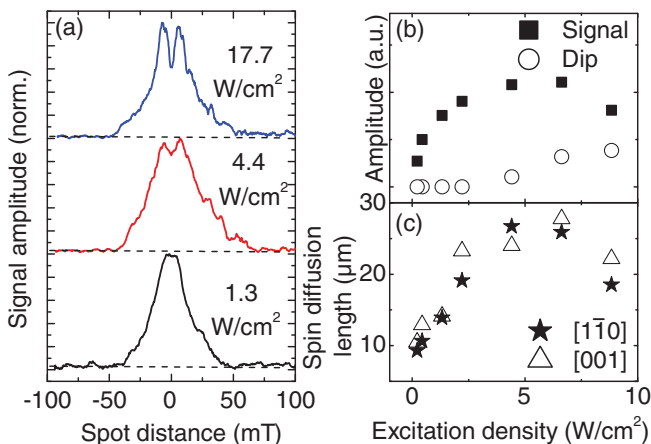 (a)
17.7
W/cm²
4.4
W/cm²
1.3
W/cm²
Signal amplitude (norm.)
-100 -50 0 50 100
Spot distance (mT)
(b)
Signal
Dip
Amplitude (a.u.)
30
(c)
20
10
Spin diffusion
length (µm)
[11̄0]
[001]
0 5 10
Excitation density (W/cm²)